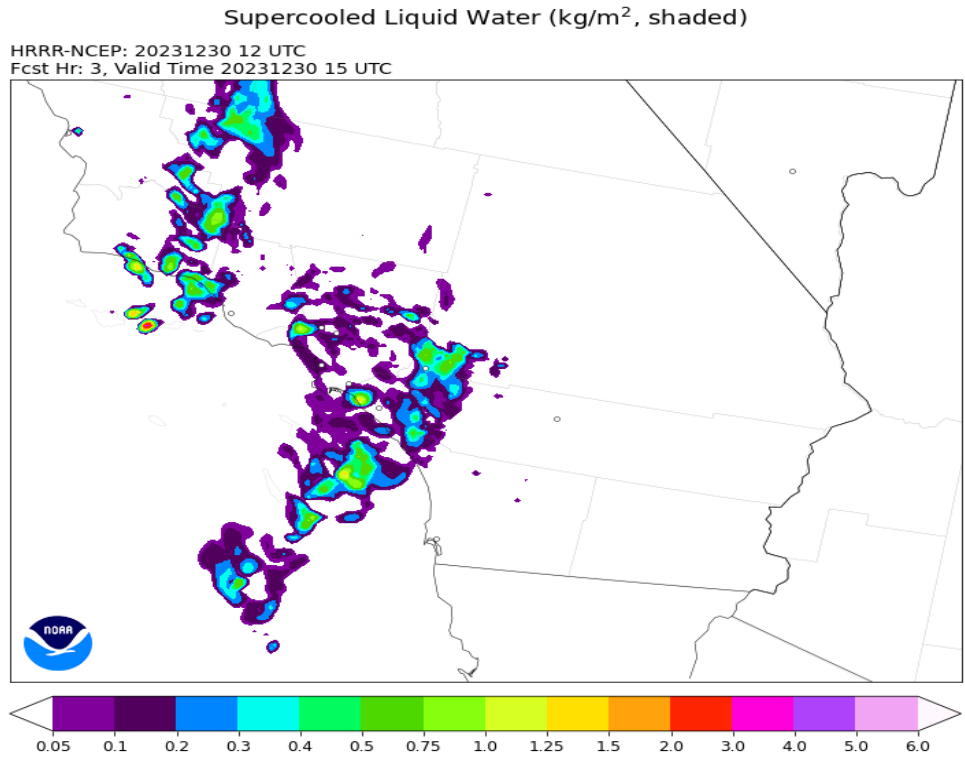 Supercooled Liquid Water (kg/m², shaded)
HRRR-NCEP: 20231230 12 UTC
Fcst Hr: 3, Valid Time 20231230 15 UTC
NOAA
0.05 0.1 0.2 0.3 0.4 0.5 0.75 1.0 1.25 1.5 2.0 3.0 4.0 5.0 6.0